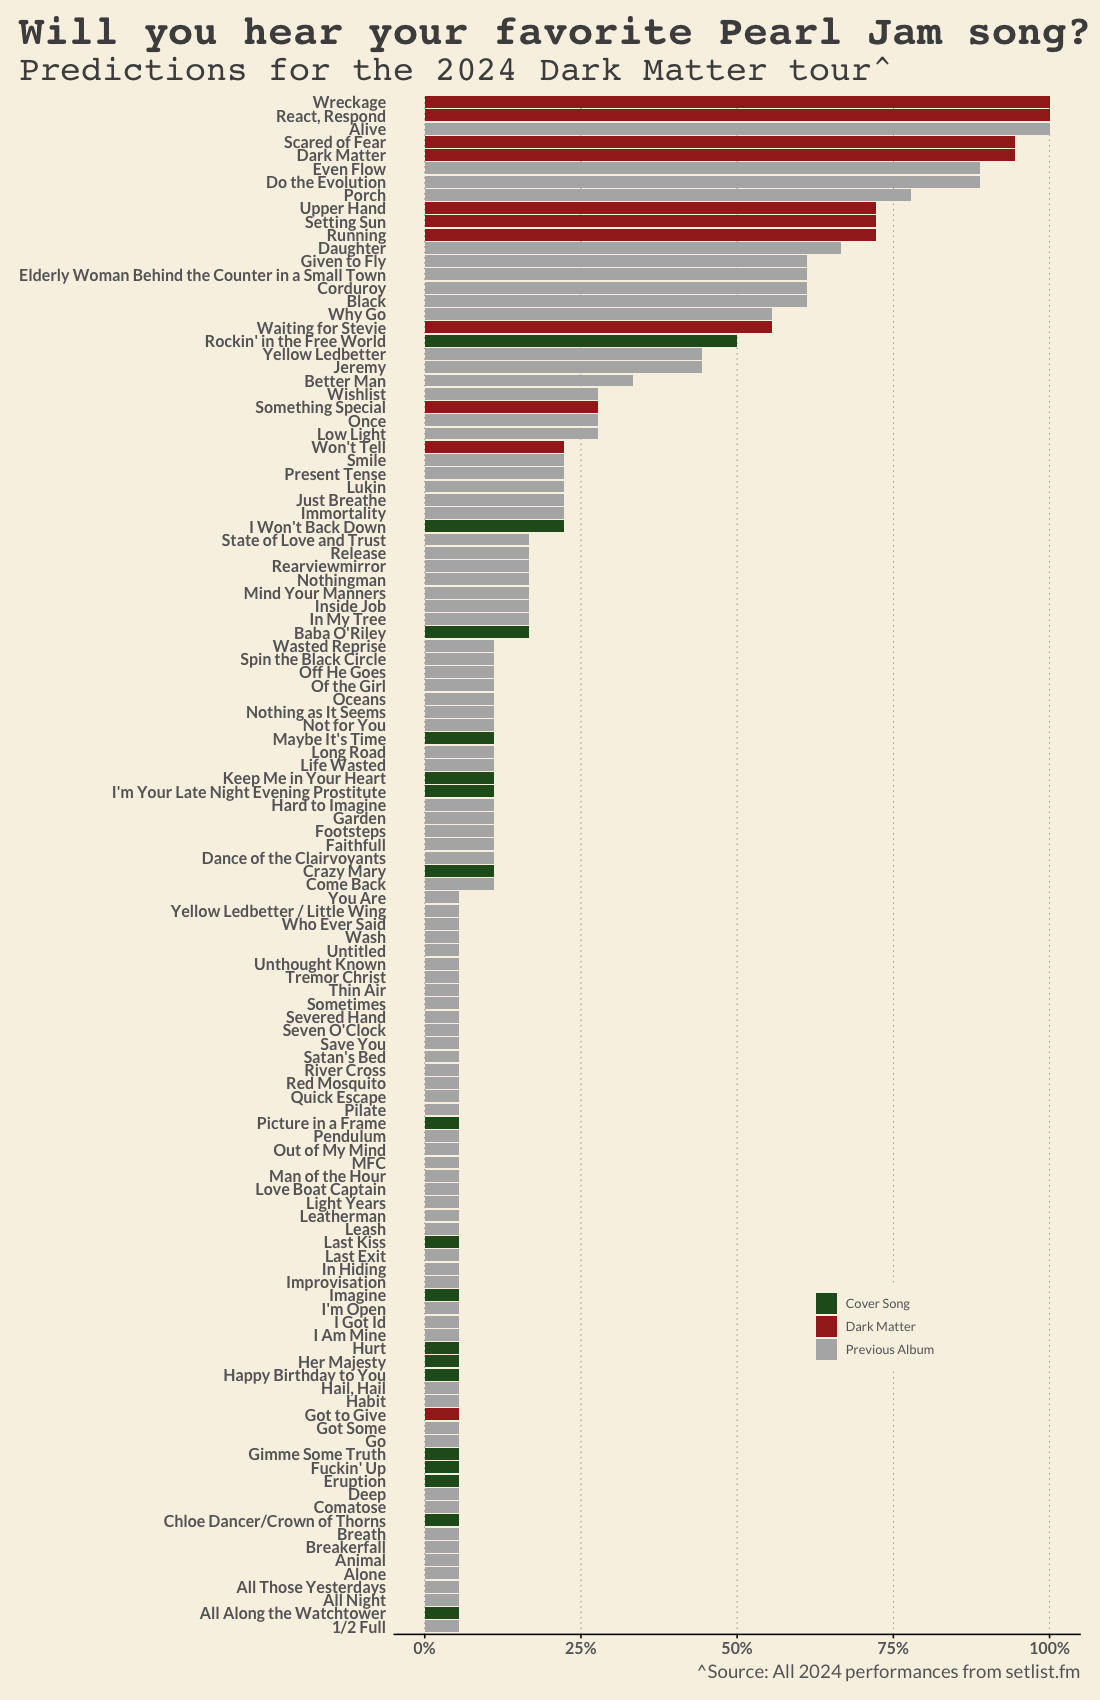 Will you hear your favorite Pearl Jam song?
Predictions for the 2024 Dark Matter tour^
Wreckage
React, Respond
Alive
Scared of Fear
Dark Matter
Even Flow
Do the Evolution
Porch
Upper Hand
Setting Sun
Running
Daughter
Given to Fly
Elderly Woman Behind the Counter in a Small Town
Corduroy
Black
Why Go
Waiting for Stevie
Rockin' in the Free World
Yellow Ledbetter
Jeremy
Better Man
Wishlist
Something Special
Once
Low Light
Won't Tell
Smile
Present Tense
Lukin
Just Breathe
Immortality
I Won't Back Down
State of Love and Trust
Release
Rearviewmirror
Nothingman
Mind Your Manners
Inside Job
In My Tree
Baba O'Riley
Wasted Reprise
Spin the Black Circle
Off He Goes
Of the Girl
Oceans
Nothing as It Seems
Not for You
Maybe It's Time
Long Road
Life Wasted
Keep Me in Your Heart
I'm Your Late Night Evening Prostitute
Hard to Imagine
Garden
Footsteps
Faithfull
Dance of the Clairvoyants
Crazy Mary
Come Back
You Are
Yellow Ledbetter / Little Wing
Who Ever Said
Wash
Untitled
Unthought Known
Tremor Christ
Thin Air
Sometimes
Severed Hand
Seven O'Clock
Save You
Satan's Bed
River Cross
Red Mosquito
Quick Escape
Pilate
Picture in a Frame
Pendulum
Out of My Mind
MFC
Man of the Hour
Love Boat Captain
Light Years
Leatherman
Leash
Last Kiss
Last Exit
In Hiding
Improvisation
Imagine
I'm Open
I Got Id
I Am Mine
Hurt
Her Majesty
Happy Birthday to You
Hail, Hail
Habit
Got to Give
Got Some
Go
Gimme Some Truth
Fuckin' Up
Eruption
Deep
Comatose
Chloe Dancer/Crown of Thorns
Breath
Breakerfall
Animal
Alone
All Those Yesterdays
All Night
All Along the Watchtower
1/2 Full
Cover Song
Dark Matter
Previous Album
0% 25% 50% 75% 100%
^Source: All 2024 performances from setlist.fm